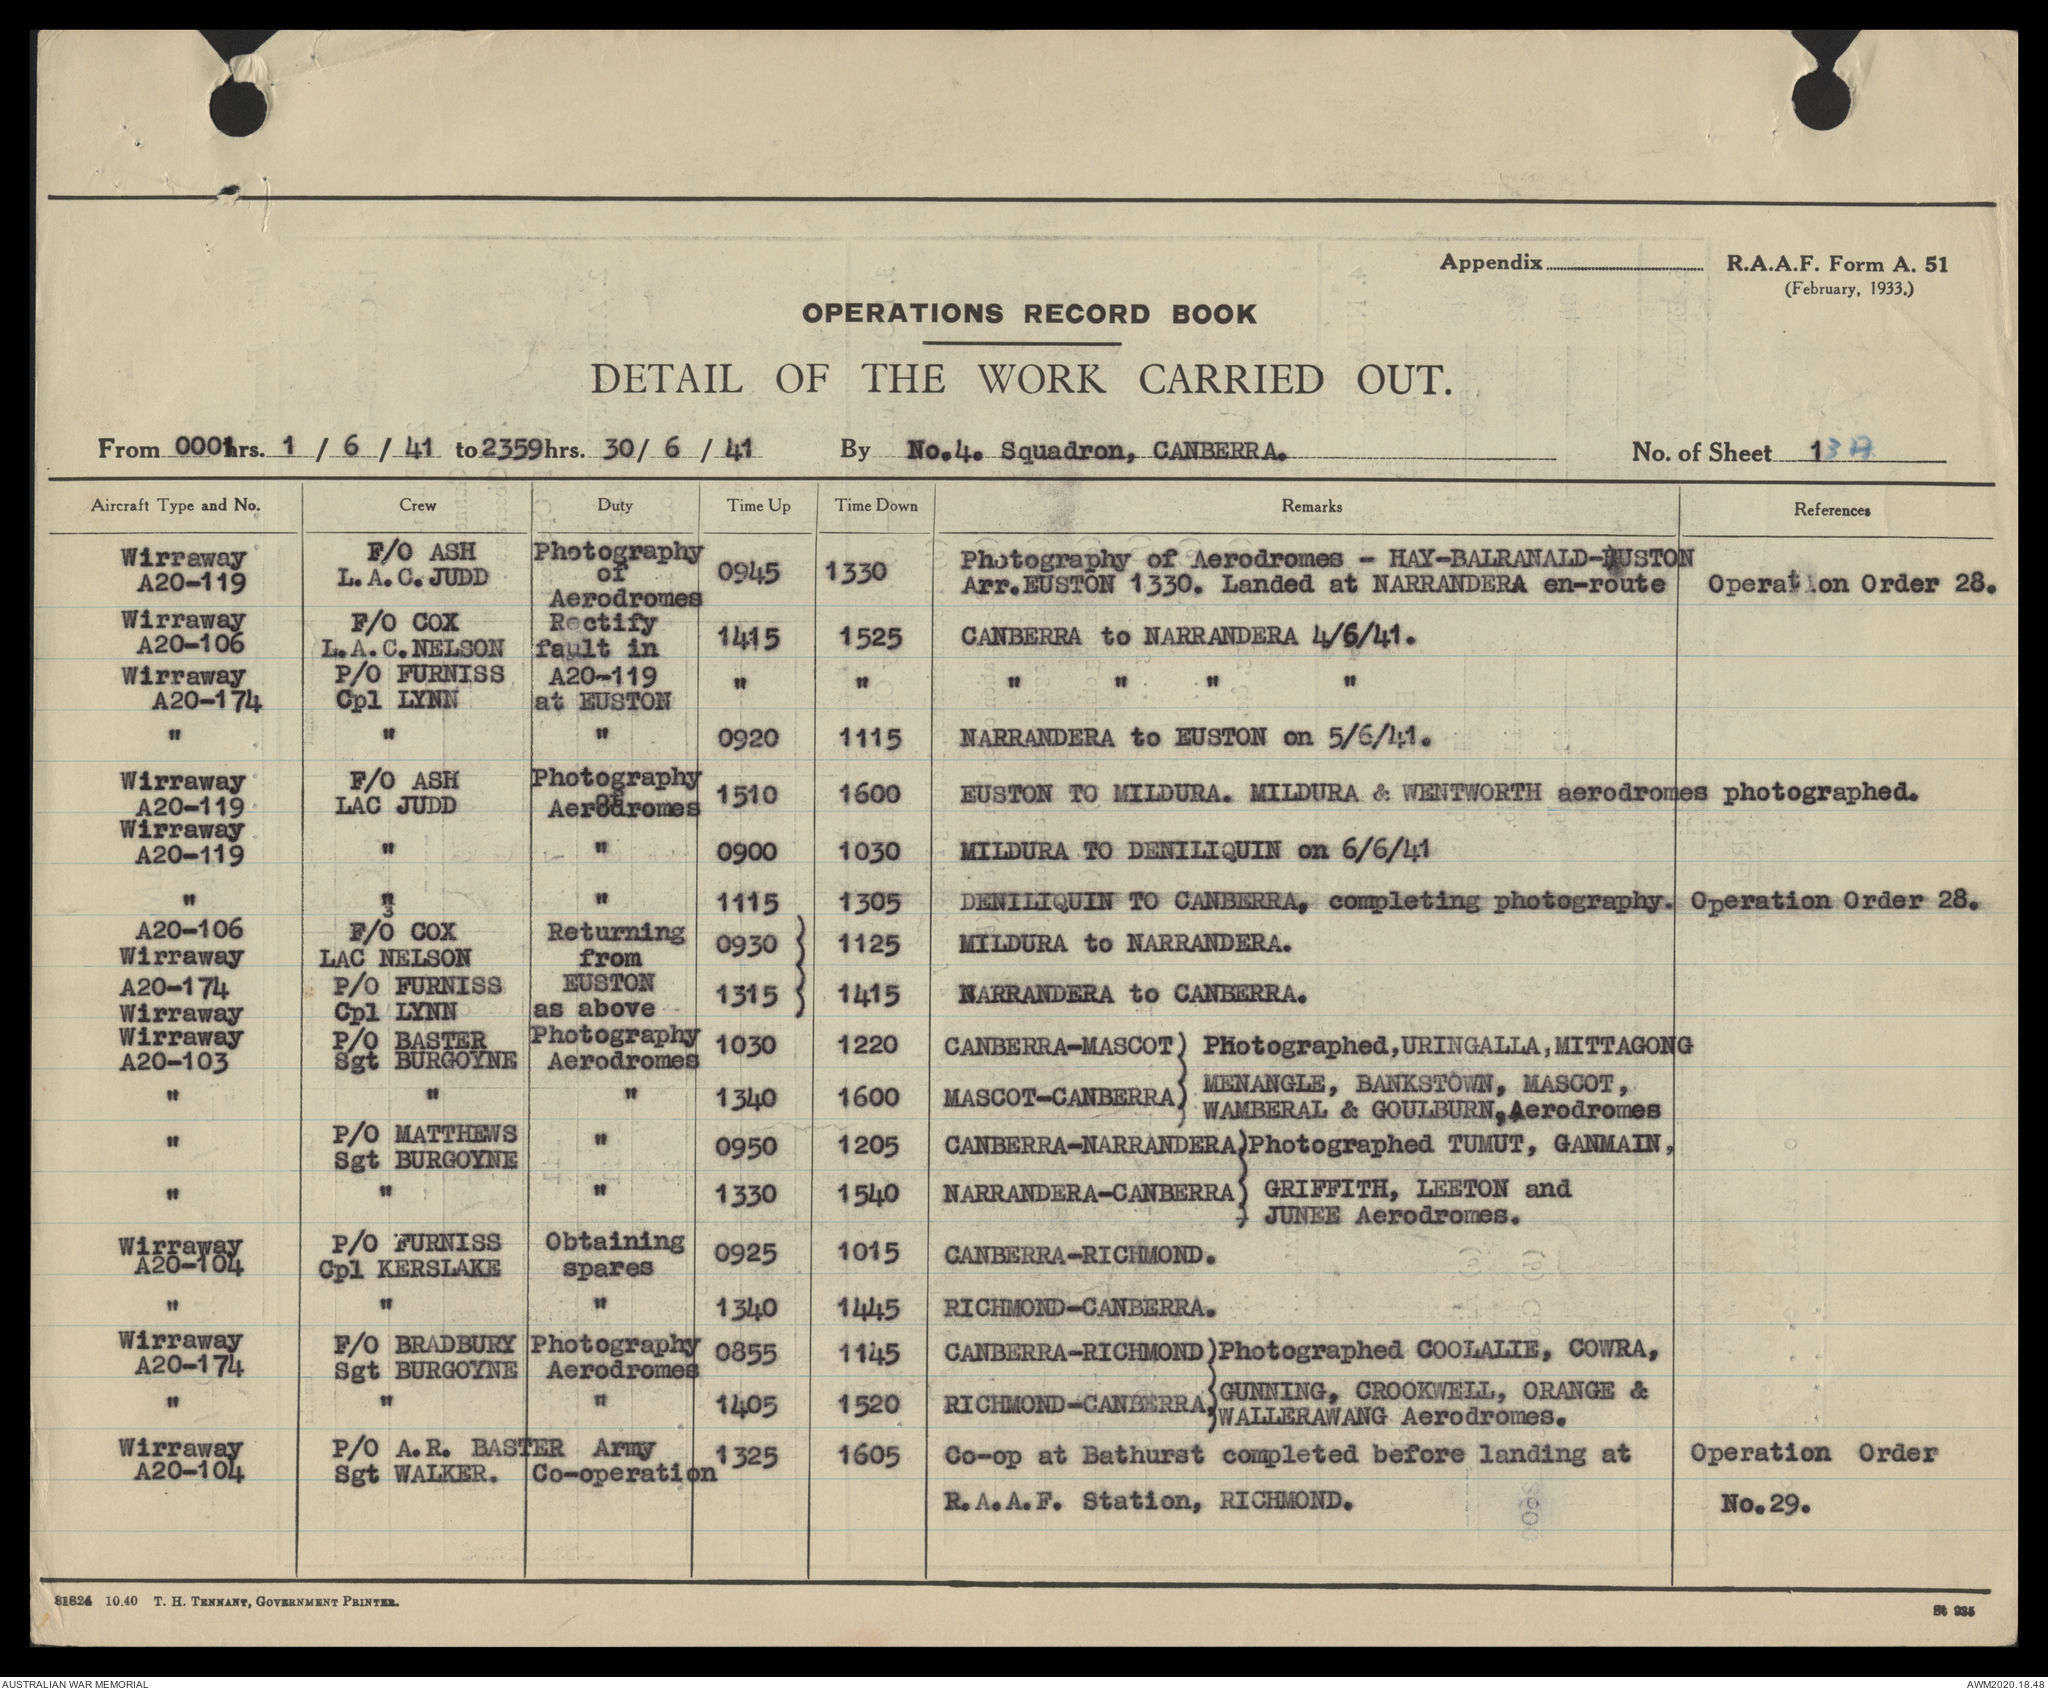 Appendix
R.A.A.F. Form A. 51
(February, 1933.)
OPERATIONS RECORD BOOK
DETAIL OF THE WORK CARRIED OUT.
From 0001hrs. 1 / 6 / 41 to 2359hrs. 30/ 6 / 41 By No.4. Squadron, CANBERRA. No. of Sheet 13A
Aircraft Type and No. Crew Duty Time Up Time Down Remarks References
Wirraway F/O ASH Photography Photography of Aerodromes - HAY-BALRANALD-EUSTON
A20-119 L.A.C.JUDD of 0945 1330 Arr.EUSTON 1330. Landed at NARRANDERA en-route Operation Order 28.
Aerodromes
Wirraway F/O COX Rectify
A20-106 L.A.C.NELSON fault in 1415 1525 CANBERRA to NARRANDERA 4/6/41.
Wirraway P/O FURNISS A20-119 " " " " " "
A20-174 Cpl LYNN at EUSTON
" " " 0920 1115 NARRANDERA to EUSTON on 5/6/41.
Wirraway F/O ASH Photography
of
A20-119 LAC JUDD Aerodromes 1510 1600 EUSTON TO MILDURA. MILDURA & WENTWORTH aerodromes photographed.
Wirraway
A20-119 " " 0900 1030 MILDURA TO DENILIQUIN on 6/6/41
" " " 1115 1305 DENILIQUIN TO CANBERRA, completing photography. Operation Order 28.
3
A20-106 F/O COX Returning 0930 } 1125 MILDURA to NARRANDERA.
Wirraway LAC NELSON from
A20-174 P/O FURNISS EUSTON 1315 } 1415 NARRANDERA to CANBERRA.
Wirraway Cpl LYNN as above
Wirraway P/O BASTER Photography 1030 1220 CANBERRA-MASCOT) Photographed,URINGALLA,MITTAGONG
A20-103 Sgt BURGOYNE Aerodromes
" " " 1340 1600 MASCOT-CANBERRA) MENANGLE, BANKSTOWN, MASCOT,
WAMBERAL & GOULBURN,Aerodromes
" P/O MATTHEWS " 0950 1205 CANBERRA-NARRANDERA)Photographed TUMUT, GANMAIN,
Sgt BURGOYNE
" " " 1330 1540 NARRANDERA-CANBERRA) GRIFFITH, LEETON and
) JUNEE Aerodromes.
Wirraway P/O FURNISS Obtaining 0925 1015 CANBERRA-RICHMOND.
A20-104 Cpl KERSLAKE spares
" " " 1340 1445 RICHMOND-CANBERRA.
Wirraway F/O BRADBURY Photography 0855 1145 CANBERRA-RICHMOND)Photographed COOLALIE, COWRA,
A20-174 Sgt BURGOYNE Aerodromes
" " " 1405 1520 RICHMOND-CANBERRA,)GUNNING, CROOKWELL, ORANGE &
)WALLERAWANG Aerodromes.
Wirraway P/O A.R. BASTER Army 1325 1605 Co-op at Bathurst completed before landing at Operation Order
A20-104 Sgt WALKER. Co-operation
R.A.A.F. Station, RICHMOND. No.29.
81824 10.40 T. H. TENNANT, GOVERNMENT PRINTER.
St 935
AUSTRALIAN WAR MEMORIAL
AWM2020.18.48